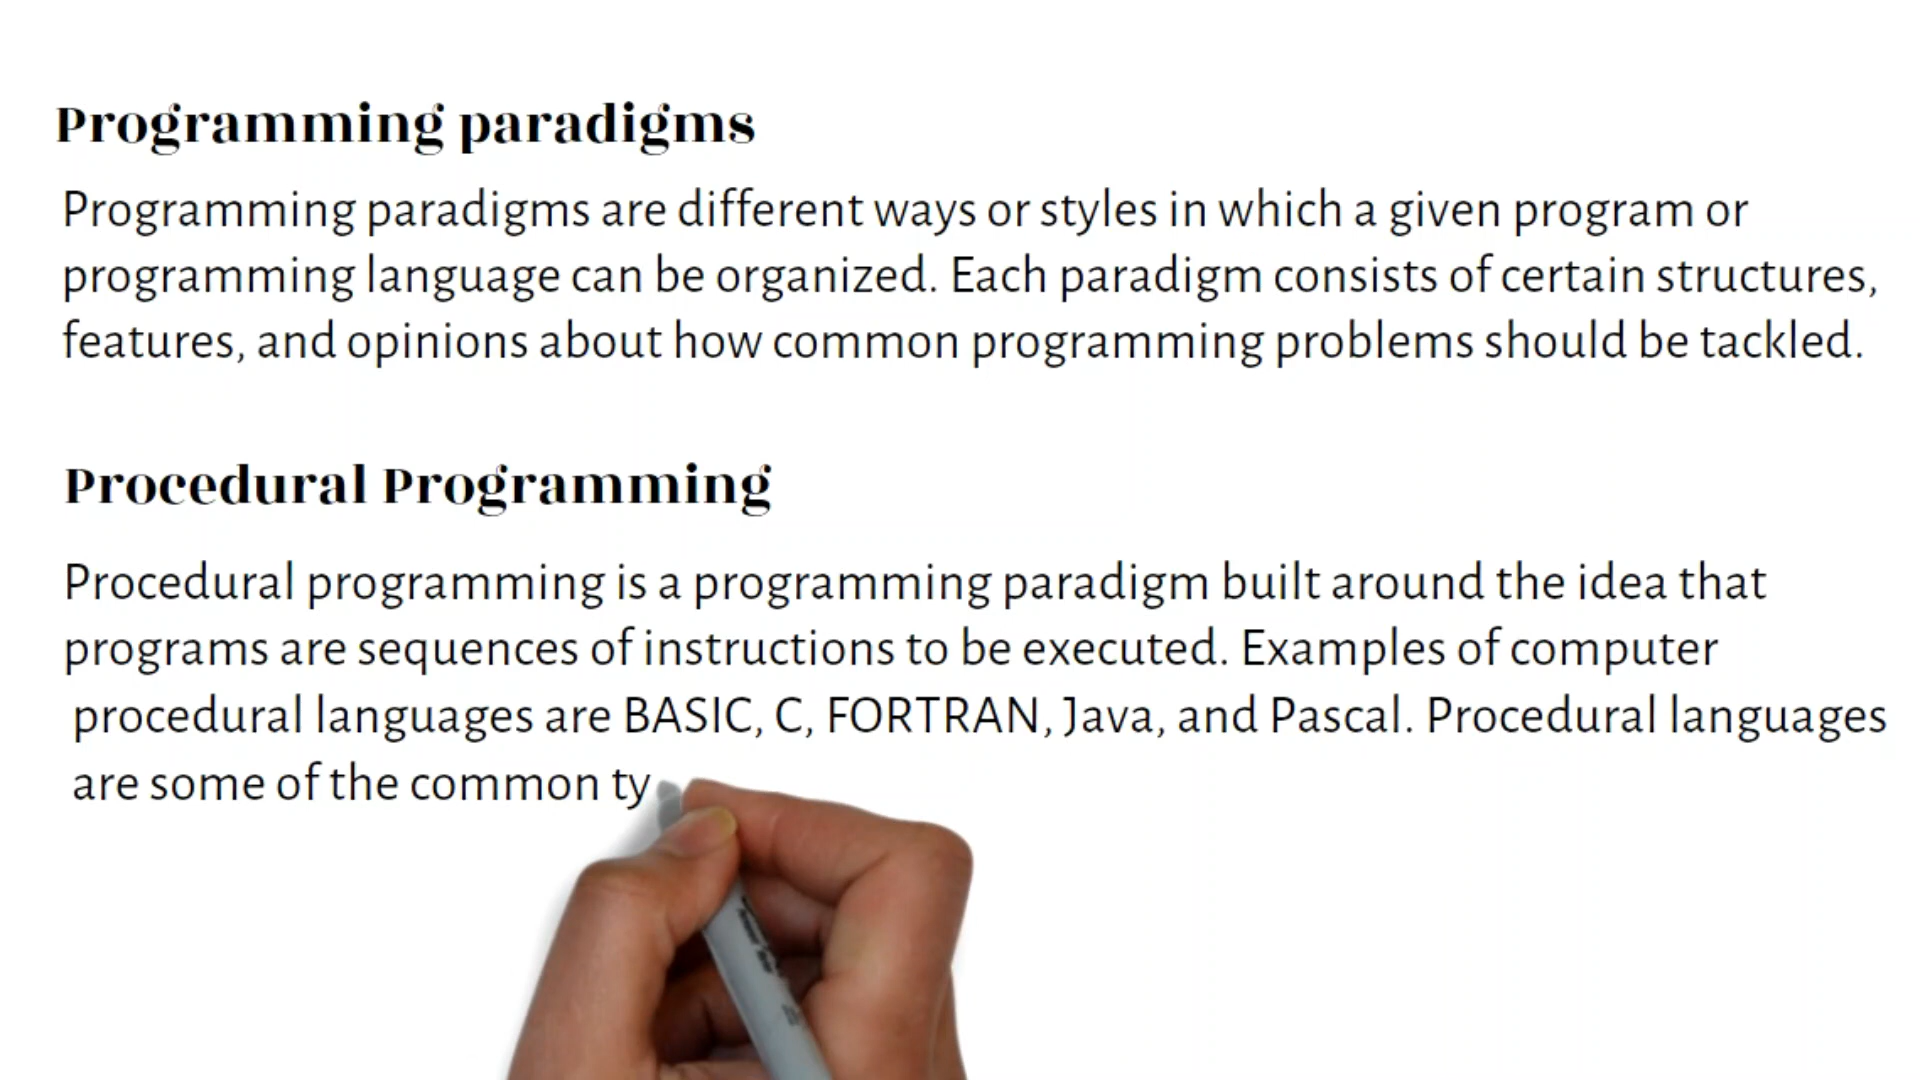 Programming paradigms
Programming paradigms are different ways or styles in which a given program or
programming language can be organized. Each paradigm consists of certain structures,
features, and opinions about how common programming problems should be tackled.
Procedural Programming
Procedural programming is a programming paradigm built around the idea that
programs are sequences of instructions to be executed. Examples of computer
procedural languages are BASIC, C, FORTRAN, Java, and Pascal. Procedural languages
are some of the common ty